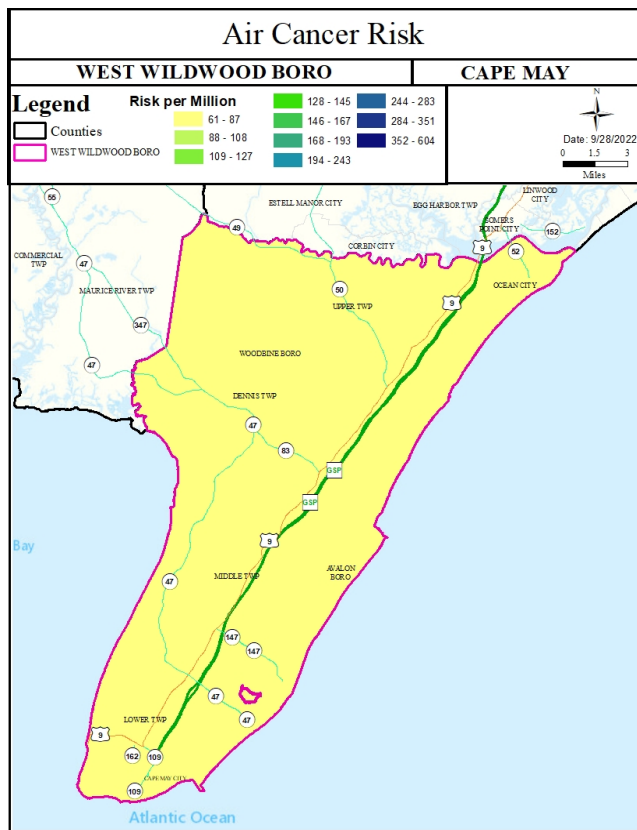 Air Cancer Risk
WEST WILDWOOD BORO
CAPE MAY
Legend
Counties
WEST WILDWOOD BORO
Risk per Million
61 - 87
88 - 108
109 - 127
128 - 145
146 - 167
168 - 193
194 - 243
244 - 283
284 - 351
352 - 604
N
Date: 9/28/2022
0 1.5 3
Miles
LINWOOD
CITY
55
ESTELL MANOR CITY
EGG HARBOR TWP
SOMERS
POINT CITY
49
152
CORBIN CITY
9
52
COMMERCIAL
TWP
47
OCEAN CITY
MAURICE RIVER TWP
50
9
UPPER TWP
347
WOODBINE BORO
47
DENNIS TWP
47
83
GSP
GSP
9
Bay
AVALON
BORO
MIDDLE TWP
47
147
147
47
LOWER TWP
47
9
162
109
CAPE MAY CITY
109
Atlantic Ocean